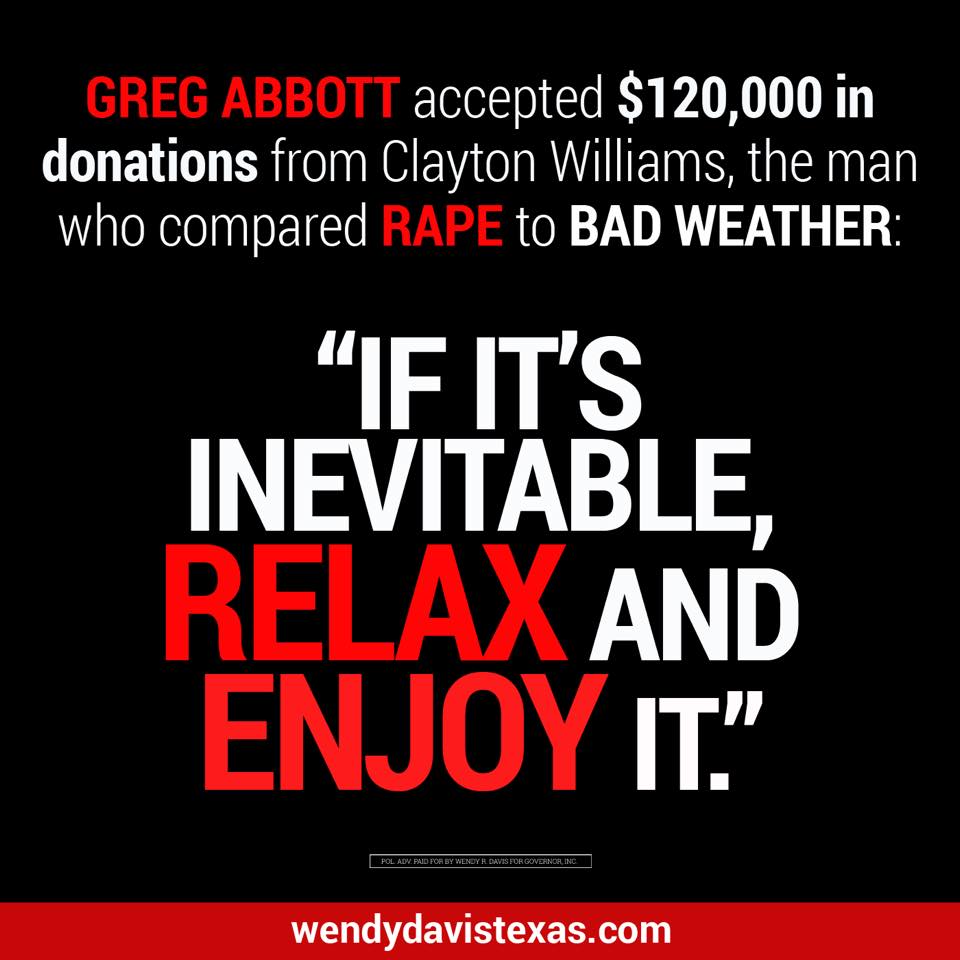 GREG ABBOTT accepted $120,000 in
donations from Clayton Williams, the man
who compared RAPE to BAD WEATHER:
“IF IT’S
INEVITABLE,
RELAX AND
ENJOY IT.”
POL. ADV. PAID FOR BY WENDY R. DAVIS FOR GOVERNOR, INC.
wendydavistexas.com